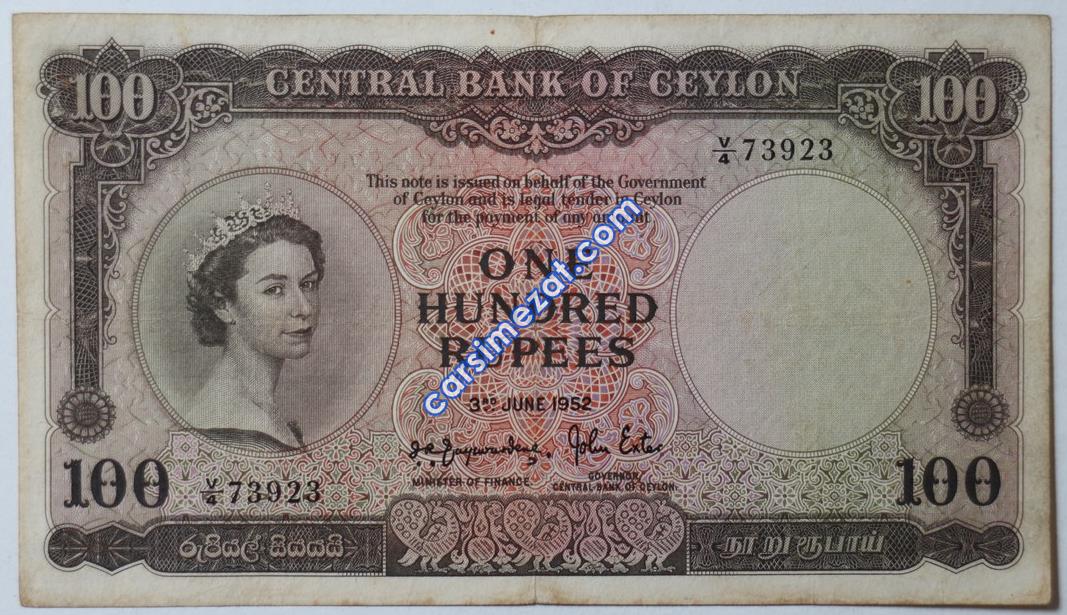 100 CENTRAL BANK OF CEYLON 100
V/4 73923
This note is issued on behalf of the Government
of Ceylon and is legal tender in Ceylon
for the payment of any amount
ONE
HUNDRED
RUPEES
carsimezat.com
3RD JUNE 1952
J.R. Jayewardene. John Exter
MINISTER OF FINANCE. GOVERNOR
CENTRAL BANK OF CEYLON.
100 V/4 73923 100
රුපියල් සියයයි நூறு ரூபாய்